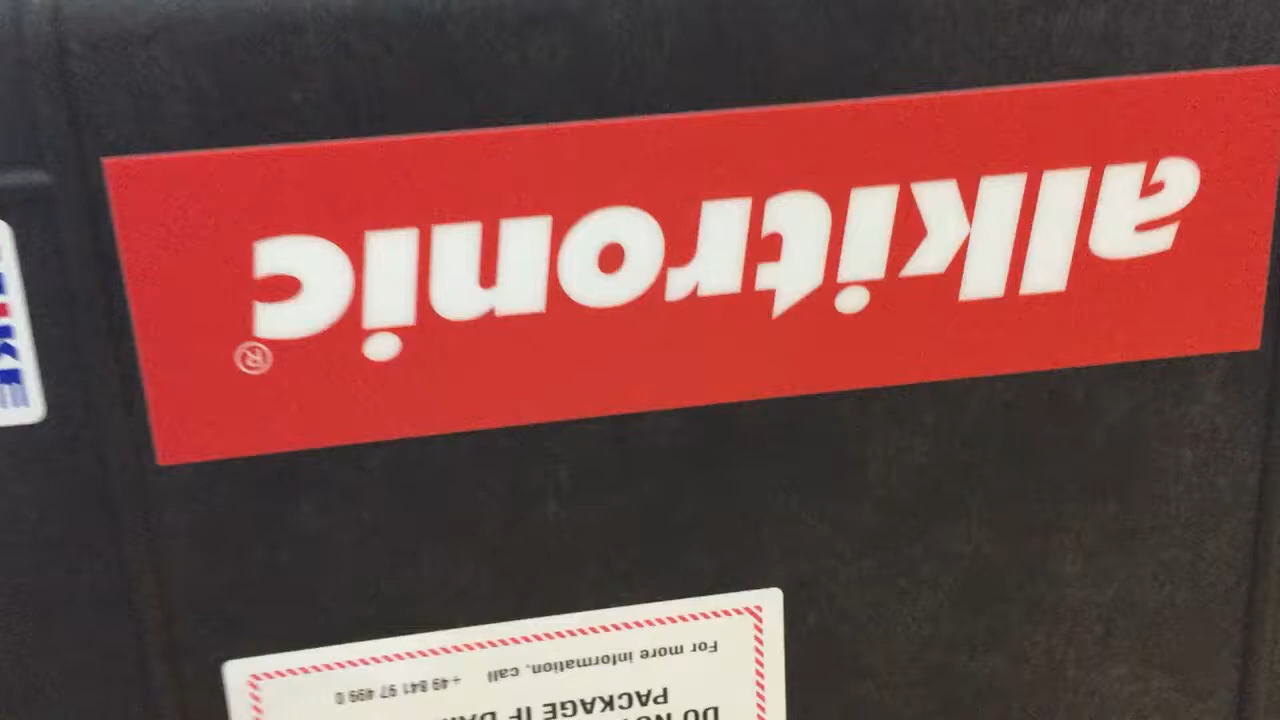 alkitronic®
PACKAGE IF
For more information, call +49 841 97 499 0